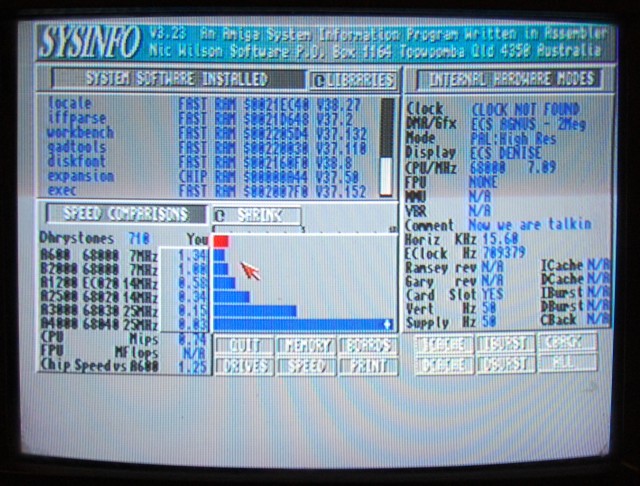 SYSINFO
V3.23 An Amiga System Information Program Written in Assembler
Nic Wilson Software P.O. Box 1164 Toowoomba Qld 4350 Australia
SYSTEM SOFTWARE INSTALLED
LIBRARIES
locale FAST RAM $0021EC40 V38.27
iffparse FAST RAM $0021D648 V37.2
workbench FAST RAM V37.132
gadtools FAST RAM V37.110
diskfont FAST RAM V38.8
expansion CHIP RAM V37.50
exec FAST RAM $002007F0 V37.152
INTERNAL HARDWARE MODES
Clock CLOCK NOT FOUND
DMA/Gfx ECS AGNUS - 2Meg
Mode PAL:High Res
Display ECS DENISE
CPU/MHz 68000 7.09
FPU NONE
MMU N/A
VBR N/A
Comment Now we are talkin
Horiz KHz 15.60
EClock Hz 709379
Ramsey rev N/A ICache N/A
Gary rev N/A DCache N/A
Card Slot YES IBurst N/A
Vert Hz 50 DBurst N/A
Supply Hz 50 CBack N/A
SPEED COMPARISONS
SHRINK
Dhrystones 710 You
A600 68000 7MHz 1.34
B2000 68000 7MHz 1.00
A1200 EC020 14MHz 0.58
A2500 68020 14MHz 0.34
A3000 68030 25MHz 0.15
A4000 68040 25MHz 0.03
CPU Mips 0.74
FPU MFlops N/A
Chip Speed vs A600 1.25
QUIT MEMORY BOARDS
DRIVES SPEED PRINT
ICACHE IBURST CBACK
DCACHE DBURST ALL